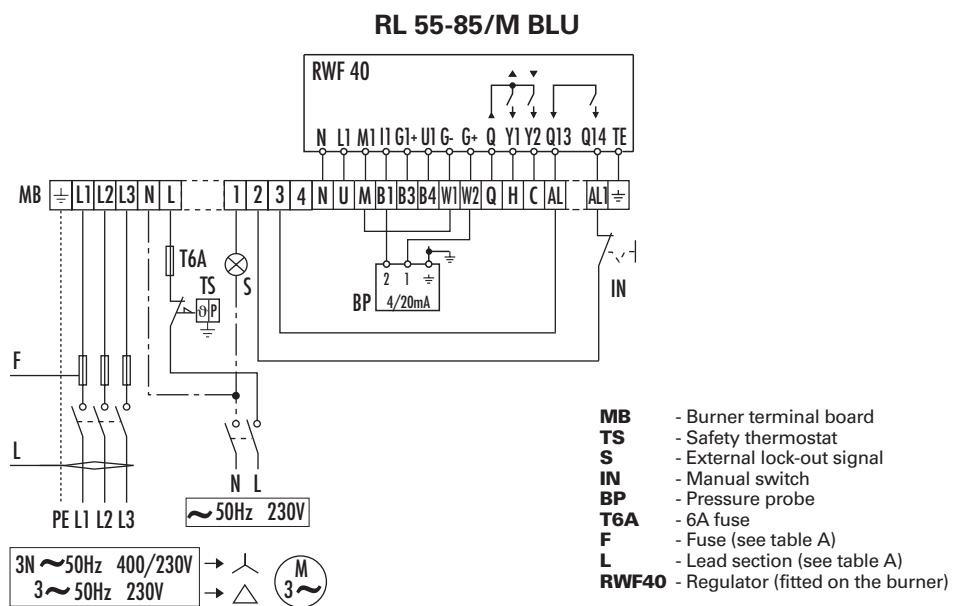 RL 55-85/M BLU
RWF 40
N L1 M1 I1 G1+ U1 G- G+ Q Y1 Y2 Q13 Q14 TE
MB L1 L2 L3 N L 1 2 3 4 N U M B1 B3 B4 W1 W2 Q H C AL AL1
T6A
TS
S
ϑ P
2 1
BP 4/20mA
IN
F
L
N L
PE L1 L2 L3
~ 50Hz 230V
3N ~50Hz 400/230V
3~ 50Hz 230V
M
3~
MB - Burner terminal board
TS - Safety thermostat
S - External lock-out signal
IN - Manual switch
BP - Pressure probe
T6A - 6A fuse
F - Fuse (see table A)
L - Lead section (see table A)
RWF40 - Regulator (fitted on the burner)